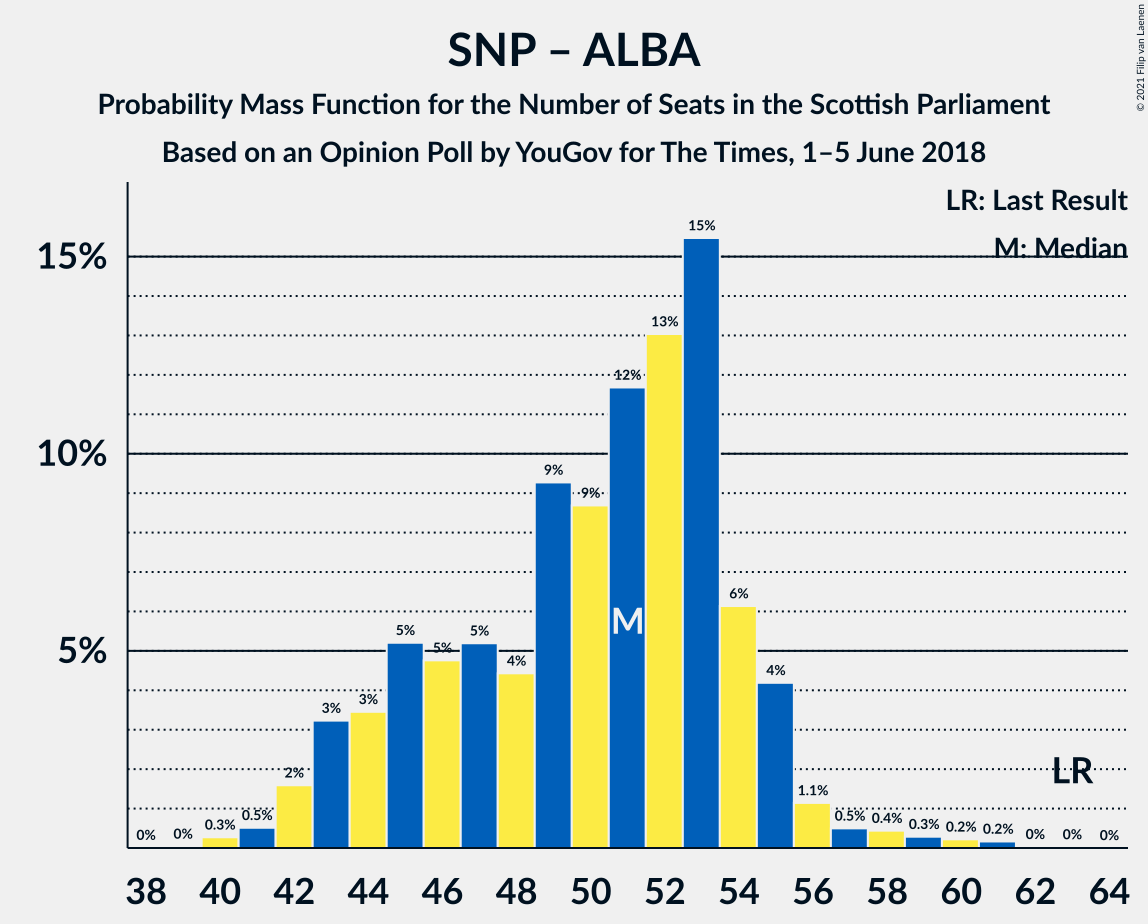 SNP – ALBA
Probability Mass Function for the Number of Seats in the Scottish Parliament
Based on an Opinion Poll by YouGov for The Times, 1–5 June 2018
© 2021 Filip van Laenen
LR: Last Result
M: Median
15%
10%
5%
0% 0% 0.3% 0.5% 2% 3% 3% 5% 5% 5% 4% 9% 9% 12% 13% 15% 6% 4% 1.1% 0.5% 0.4% 0.3% 0.2% 0.2% 0% 0% 0%
M
LR
38 40 42 44 46 48 50 52 54 56 58 60 62 64